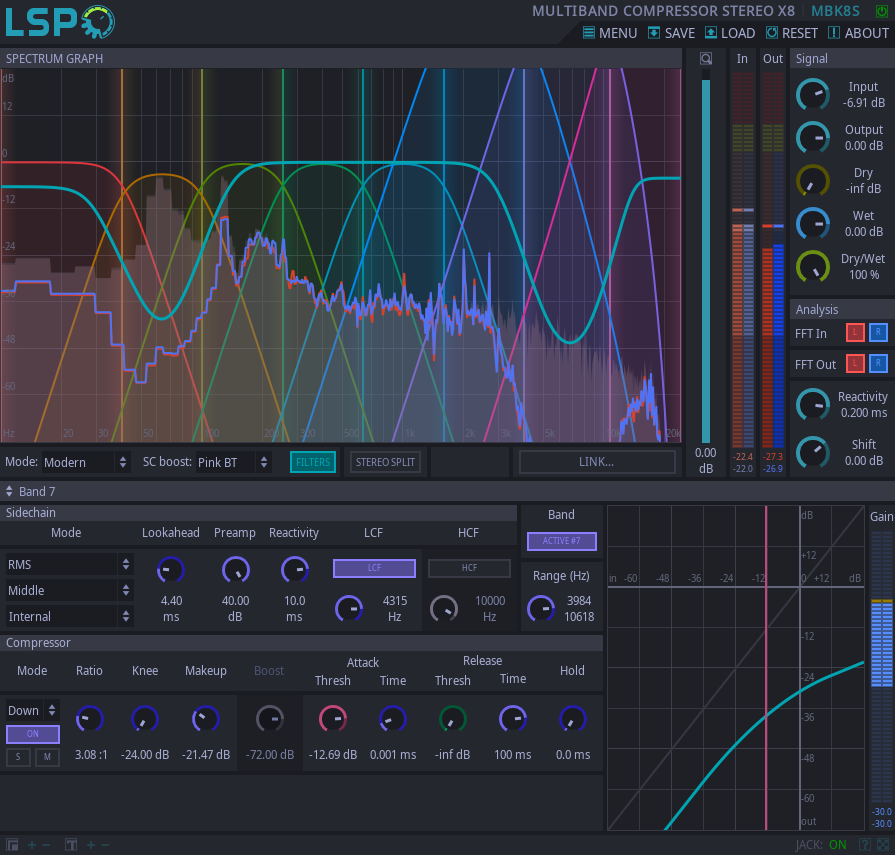 LSP MULTIBAND COMPRESSOR STEREO X8 MBK8S
MENU SAVE LOAD RESET ABOUT
SPECTRUM GRAPH
dB
12
0
-12
-24
-48
-60
Hz 20 30 50 200 300 500 1k 2k 3k 5k 20k
0.00
dB
In Out
-22.4 -27.3
-22.0 -26.9
Signal
Input
-6.91 dB
Output
0.00 dB
Dry
-inf dB
Wet
0.00 dB
Dry/Wet
100 %
Analysis
FFT In L R
FFT Out L R
Reactivity
0.200 ms
Shift
0.00 dB
Mode: Modern SC boost: Pink BT FILTERS STEREO SPLIT LINK...
Band 7
Sidechain
Mode Lookahead Preamp Reactivity LCF HCF
RMS
Middle
Internal
4.40
ms
40.00
dB
10.0
ms
LCF
4315
Hz
HCF
10000
Hz
Band
ACTIVE #7
Range (Hz)
3984
10618
Compressor
Mode Ratio Knee Makeup Boost
Attack
Thresh Time
Release
Thresh Time
Hold
Down
ON
S M
3.08 :1 -24.00 dB -21.47 dB -72.00 dB -12.69 dB 0.001 ms -inf dB 100 ms 0.0 ms
dB
+12
in -60 -48 -36 -24 -12 0 +12 dB
-12
-24
-36
-48
-60
out
Gain
-30.0
-30.0
JACK: ON ?